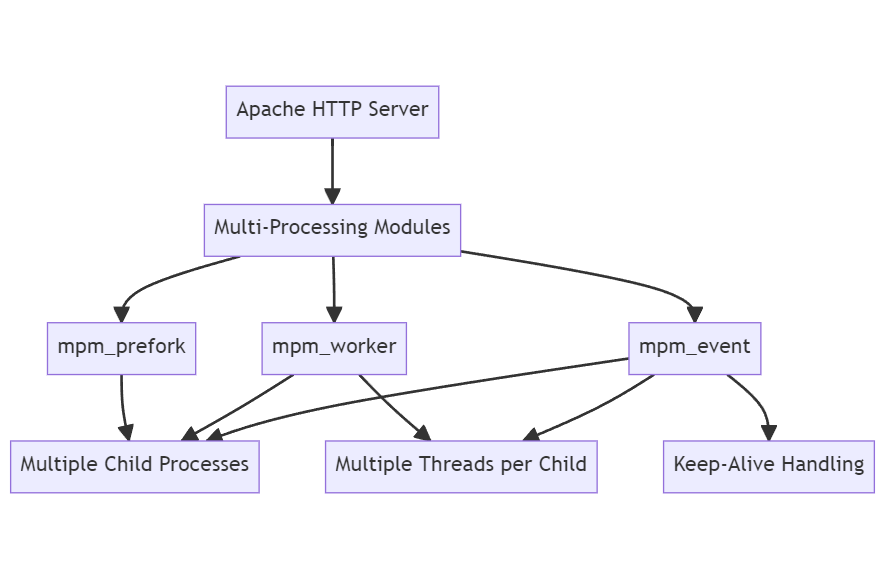 Apache HTTP Server
Multi-Processing Modules
mpm_prefork
mpm_worker
mpm_event
Multiple Child Processes
Multiple Threads per Child
Keep-Alive Handling